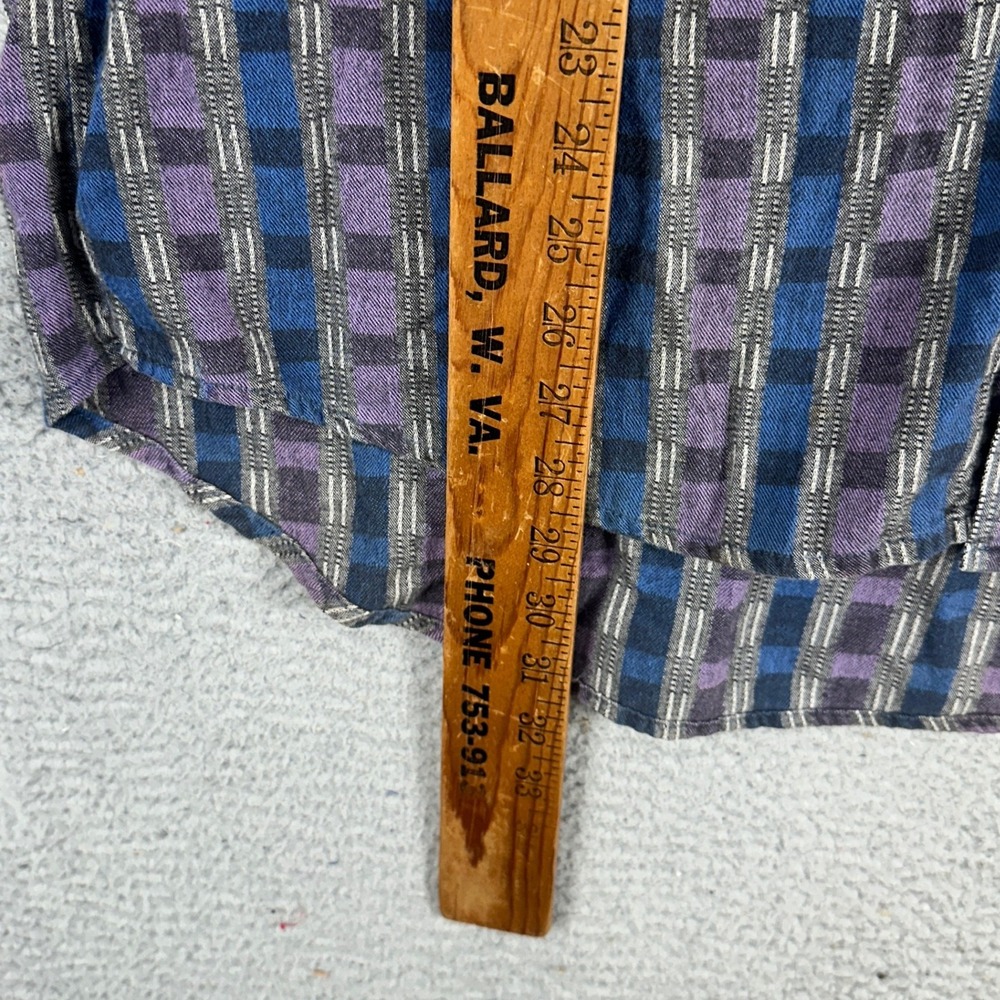 BALLARD, W. VA. PHONE 753-91
23 24 25 26 27 28 29 30 31 32 33